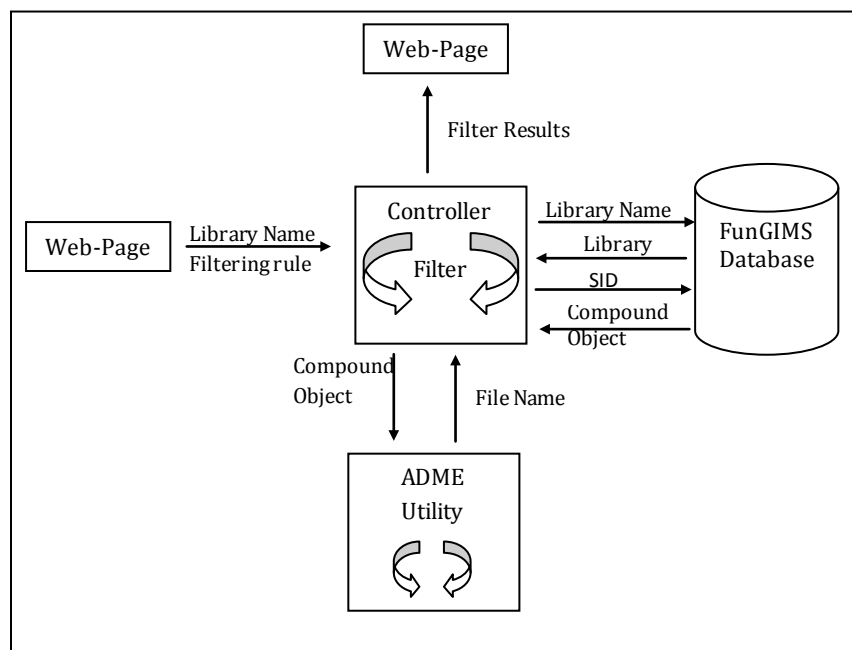 Web-Page
Filter Results
Controller
Filter
Library Name
Library
SID
Compound
Object
FunGIMS
Database
Web-Page
Library Name
Filtering rule
Compound
Object
File Name
ADME
Utility